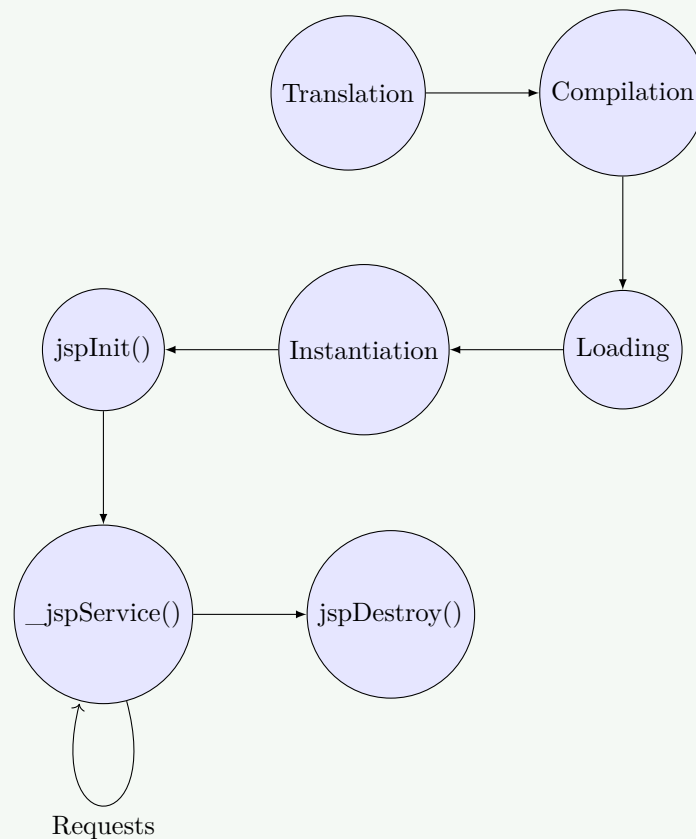 Translation
Compilation
jspInit()
Instantiation
Loading
_jspService()
jspDestroy()
Requests